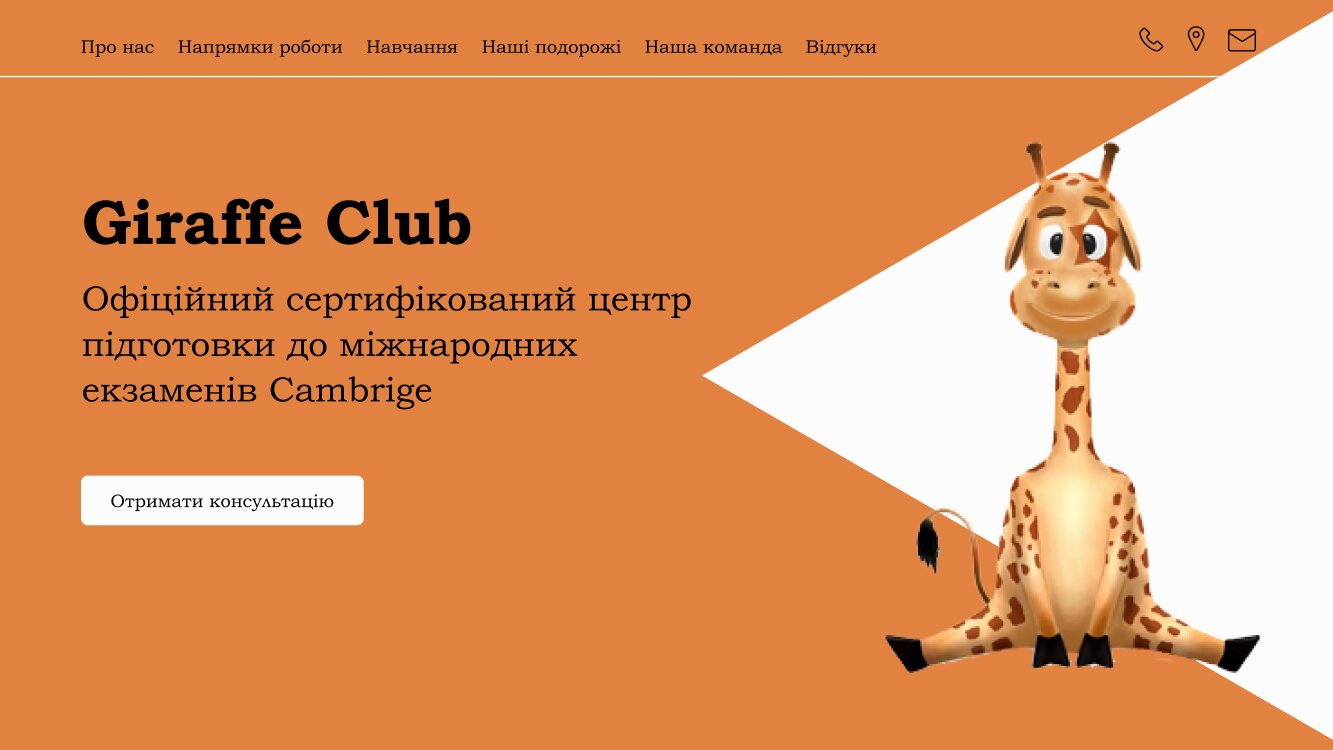 Про нас Напрямки роботи Навчання Наші подорожі Наша команда Відгуки
Giraffe Club
Офіційний сертифікований центр
підготовки до міжнародних
екзаменів Cambrige
Отримати консультацію